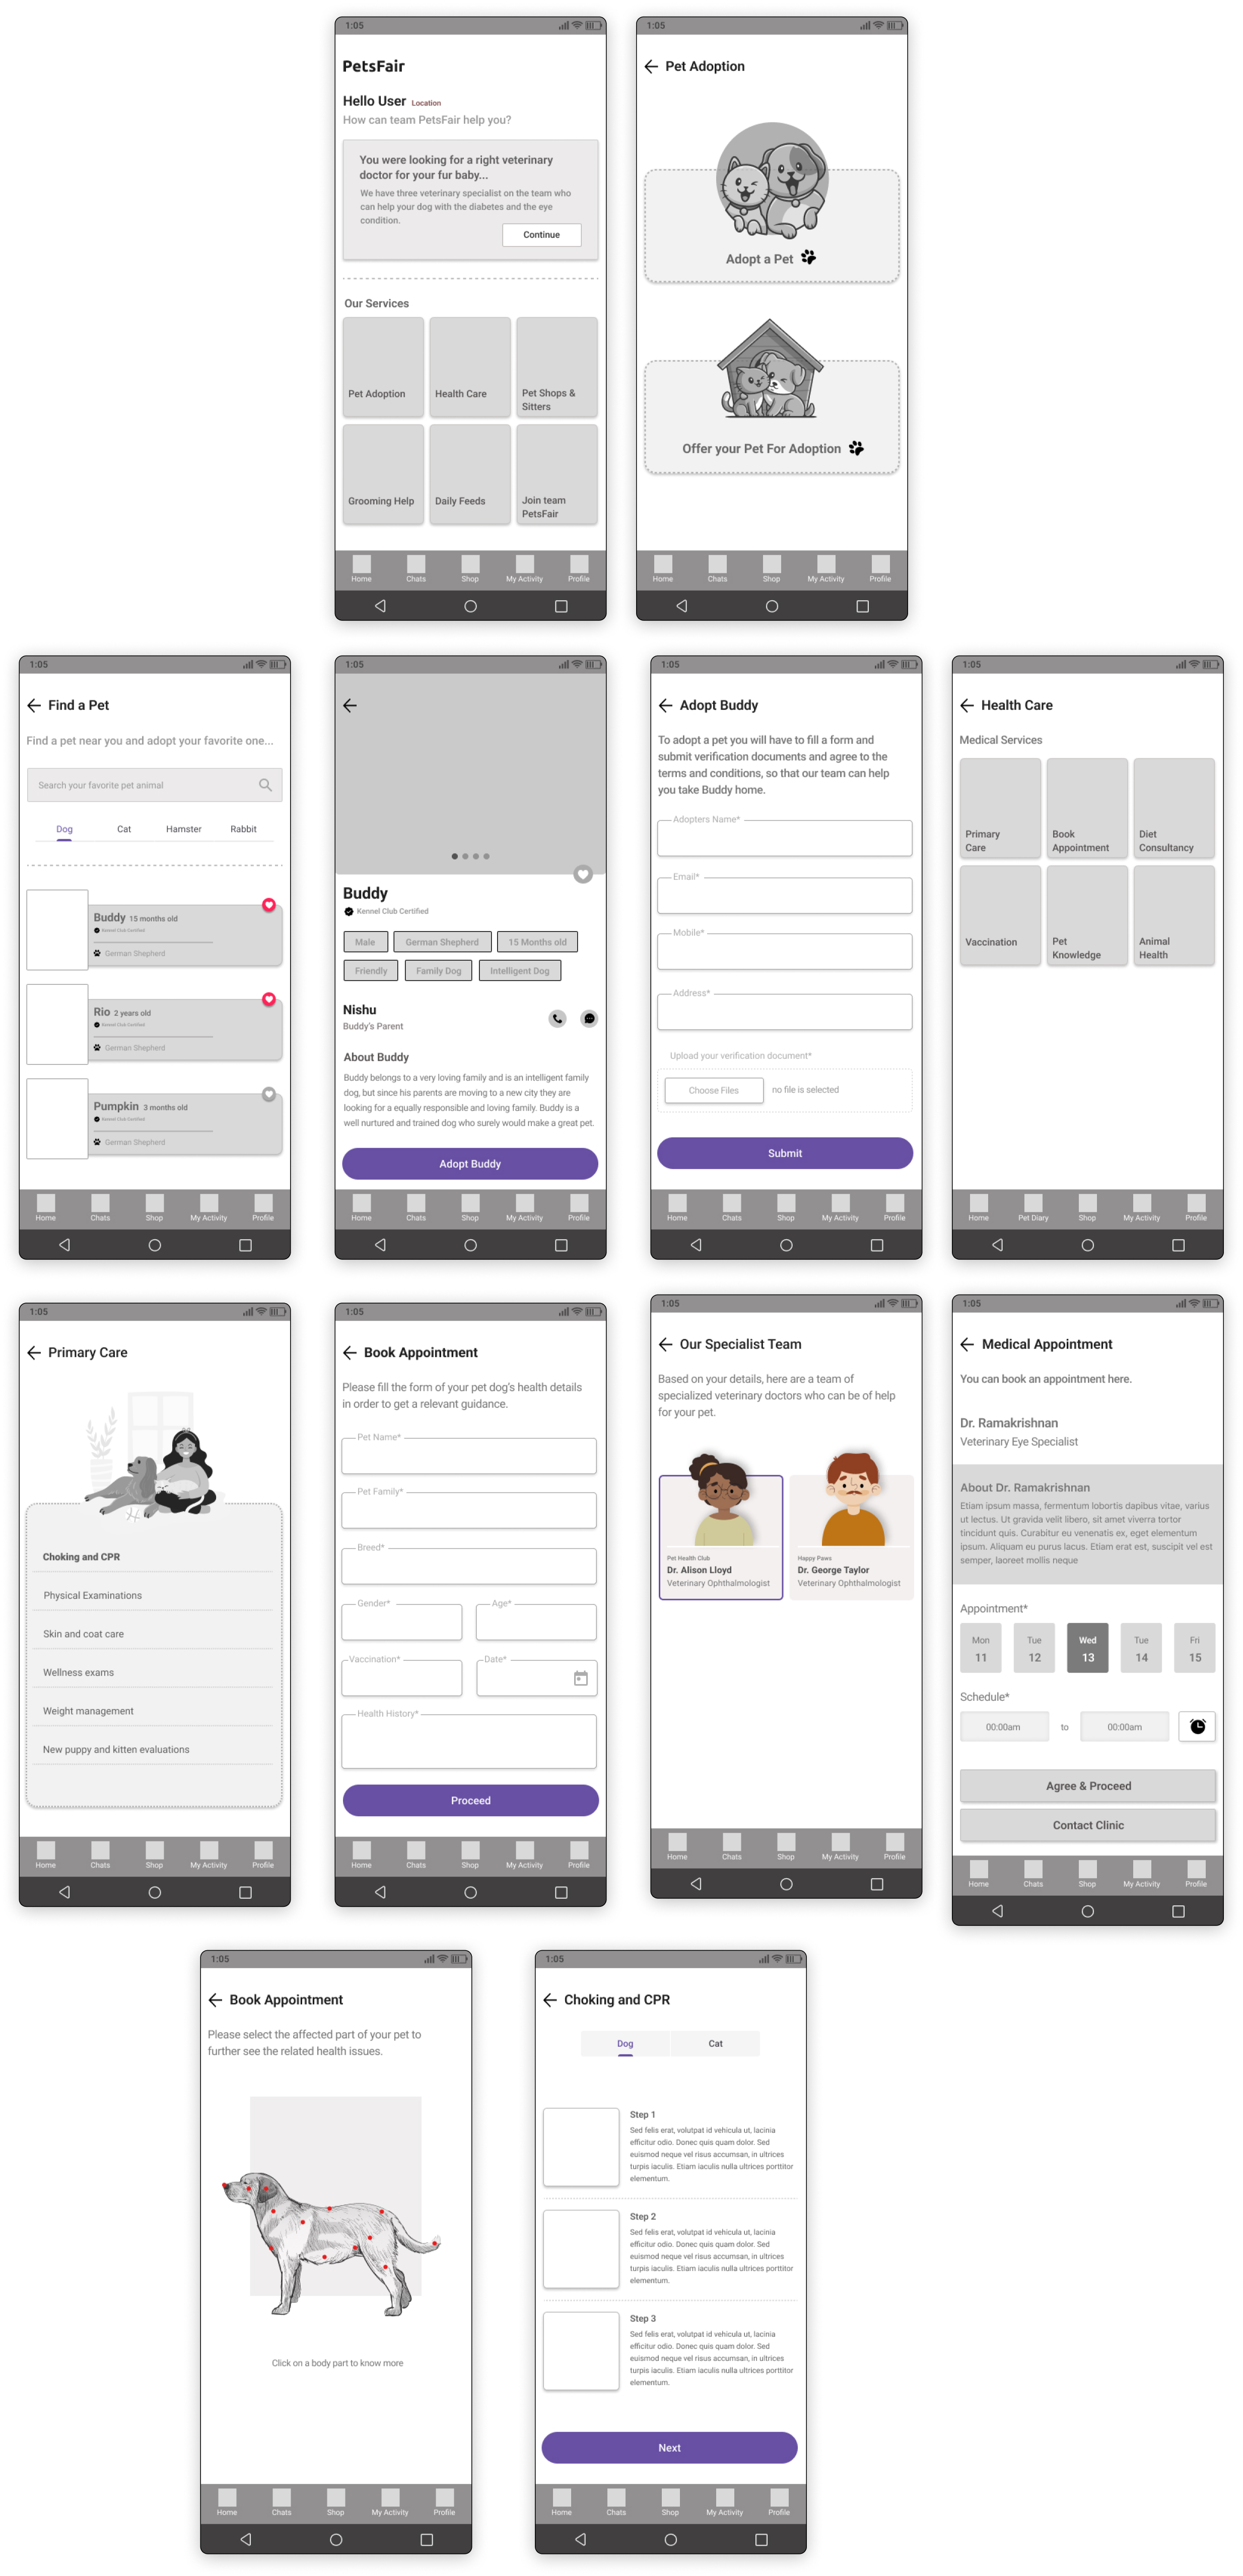 1:05
PetsFair
Hello User Location
How can team PetsFair help you?
You were looking for a right veterinary
doctor for your fur baby...
We have three veterinary specialist on the team who
can help your dog with the diabetes and the eye
condition.
Continue
Our Services
Pet Adoption
Health Care
Pet Shops &
Sitters
Grooming Help
Daily Feeds
Join team
PetsFair
Home Chats Shop My Activity Profile
1:05
Pet Adoption
Adopt a Pet
Offer your Pet For Adoption
Home Chats Shop My Activity Profile
1:05
Find a Pet
Find a pet near you and adopt your favorite one...
Search your favorite pet animal
Dog Cat Hamster Rabbit
Buddy 15 months old
Kennel Club Certified
German Shepherd
Rio 2 years old
Kennel Club Certified
German Shepherd
Pumpkin 3 months old
Kennel Club Certified
German Shepherd
Home Chats Shop My Activity Profile
1:05
Buddy
Kennel Club Certified
Male German Shepherd 15 Months old
Friendly Family Dog Intelligent Dog
Nishu
Buddy's Parent
About Buddy
Buddy belongs to a very loving family and is an intelligent family
dog, but since his parents are moving to a new city they are
looking for a equally responsible and loving family. Buddy is a
well nurtured and trained dog who surely would make a great pet.
Adopt Buddy
Home Chats Shop My Activity Profile
1:05
Adopt Buddy
To adopt a pet you will have to fill a form and
submit verification documents and agree to the
terms and conditions, so that our team can help
you take Buddy home.
Adopters Name*
Email*
Mobile*
Address*
Upload your verification document*
Choose Files no file is selected
Submit
Home Chats Shop My Activity Profile
1:05
Health Care
Medical Services
Primary
Care
Book
Appointment
Diet
Consultancy
Vaccination
Pet
Knowledge
Animal
Health
Home Pet Diary Shop My Activity Profile
1:05
Primary Care
Choking and CPR
Physical Examinations
Skin and coat care
Wellness exams
Weight management
New puppy and kitten evaluations
Home Chats Shop My Activity Profile
1:05
Book Appointment
Please fill the form of your pet dog's health details
in order to get a relevant guidance.
Pet Name*
Pet Family*
Breed*
Gender* Age*
Vaccination* Date*
Health History*
Proceed
Home Chats Shop My Activity Profile
1:05
Our Specialist Team
Based on your details, here are a team of
specialized veterinary doctors who can be of help
for your pet.
Pet Health Club
Dr. Alison Lloyd
Veterinary Ophthalmologist
Happy Paws
Dr. George Taylor
Veterinary Ophthalmologist
Home Chats Shop My Activity Profile
1:05
Medical Appointment
You can book an appointment here.
Dr. Ramakrishnan
Veterinary Eye Specialist
About Dr. Ramakrishnan
Etiam ipsum massa, fermentum lobortis dapibus vitae, varius
ut lectus. Ut gravida velit libero, sit amet viverra tortor
tincidunt quis. Curabitur eu venenatis ex, eget elementum
ipsum. Aliquam eu purus lacus. Etiam erat est, suscipit vel est
semper, laoreet mollis neque
Appointment*
Mon Tue Wed Tue Fri
11 12 13 14 15
Schedule*
00:00am to 00:00am
Agree & Proceed
Contact Clinic
Home Chats Shop My Activity Profile
1:05
Book Appointment
Please select the affected part of your pet to
further see the related health issues.
Click on a body part to know more
Home Chats Shop My Activity Profile
1:05
Choking and CPR
Dog Cat
Step 1
Sed felis erat, volutpat id vehicula ut, lacinia
efficitur odio. Donec quis quam dolor. Sed
euismod neque vel risus accumsan, in ultrices
turpis iaculis. Etiam iaculis nulla ultrices porttitor
elementum.
Step 2
Sed felis erat, volutpat id vehicula ut, lacinia
efficitur odio. Donec quis quam dolor. Sed
euismod neque vel risus accumsan, in ultrices
turpis iaculis. Etiam iaculis nulla ultrices porttitor
elementum.
Step 3
Sed felis erat, volutpat id vehicula ut, lacinia
efficitur odio. Donec quis quam dolor. Sed
euismod neque vel risus accumsan, in ultrices
turpis iaculis. Etiam iaculis nulla ultrices porttitor
elementum.
Next
Home Chats Shop My Activity Profile